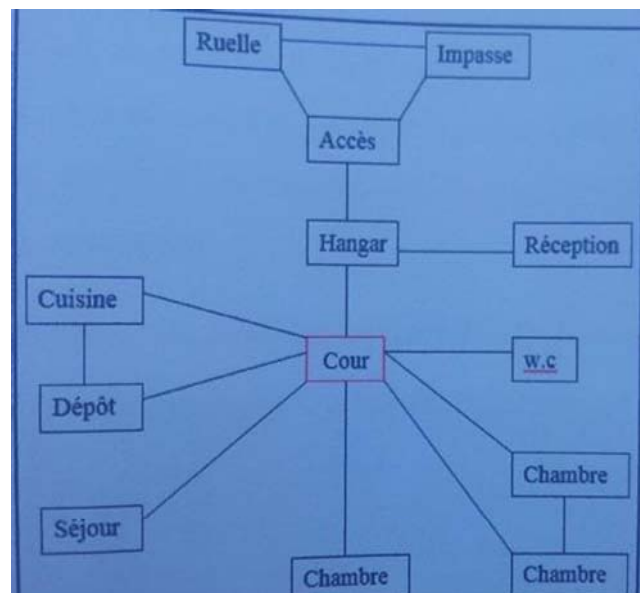 Ruelle
Impasse
Accès
Hangar
Réception
Cuisine
Cour
w.c
Dépôt
Chambre
Séjour
Chambre
Chambre